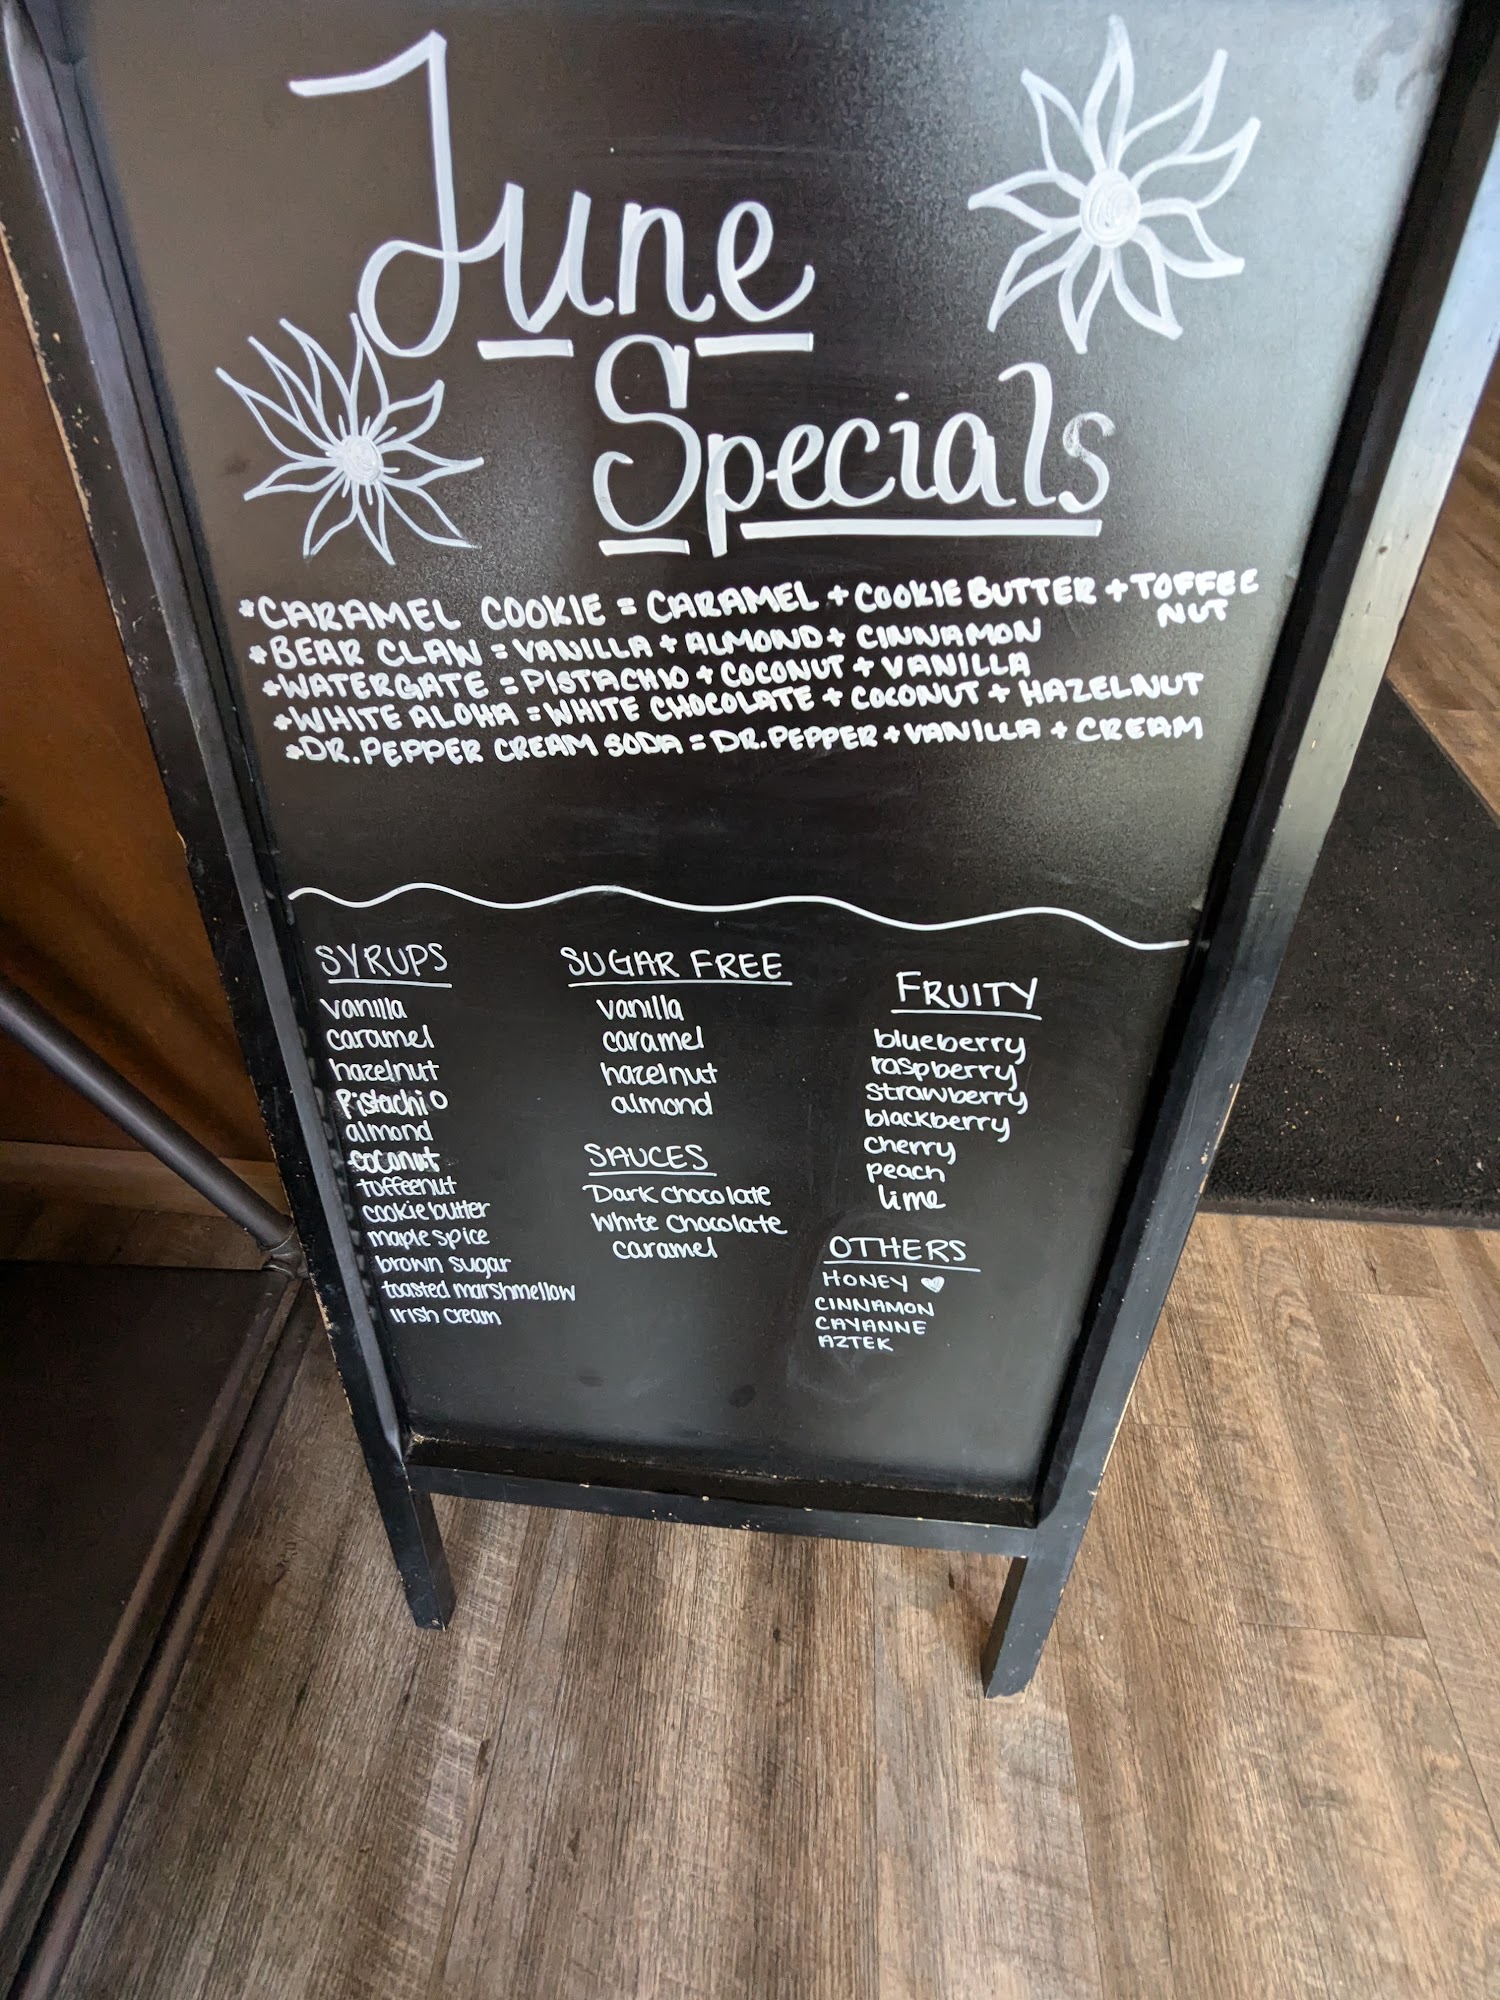 June
Specials
*CARAMEL COOKIE = CARAMEL + COOKIE BUTTER + TOFFEE
NUT
*BEAR CLAW = VANILLA + ALMOND + CINNAMON
*WATERGATE = PISTACHIO + COCONUT + VANILLA
*WHITE ALOHA = WHITE CHOCOLATE + COCONUT + HAZELNUT
*DR. PEPPER CREAM SODA = DR. PEPPER + VANILLA + CREAM
SYRUPS
vanilla
caramel
hazelnut
Pistachio
almond
coconut
toffeenut
cookie butter
maple spice
brown sugar
toasted marshmellow
irish cream
SUGAR FREE
vanilla
caramel
hazelnut
almond
SAUCES
Dark chocolate
White chocolate
caramel
FRUITY
blueberry
raspberry
strawberry
blackberry
cherry
peach
lime
OTHERS
HONEY ♥
CINNAMON
CAYANNE
AZTEK